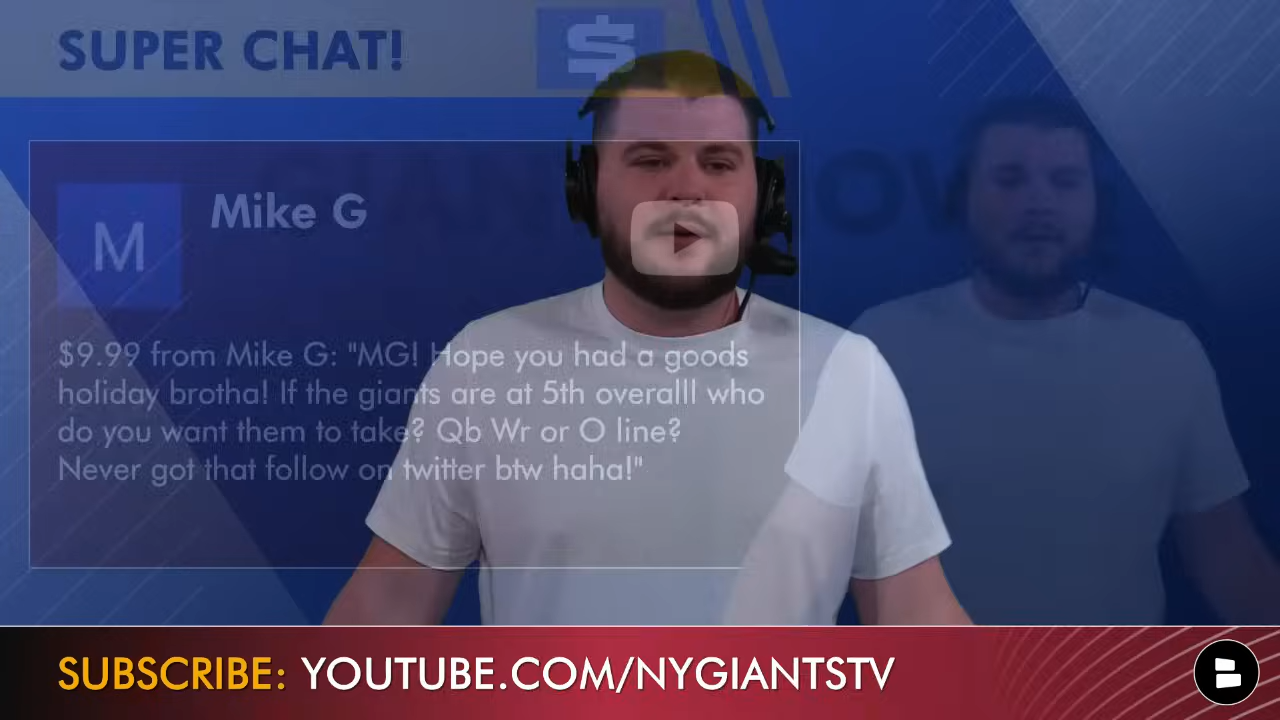 SUPER CHAT!
$
M
Mike G
$9.99 from Mike G: "MG! Hope you had a goods
holiday brotha! If the giants are at 5th overalll who
do you want them to take? Qb Wr or O line?
Never got that follow on twitter btw haha!"
SUBSCRIBE: YOUTUBE.COM/NYGIANTSTV